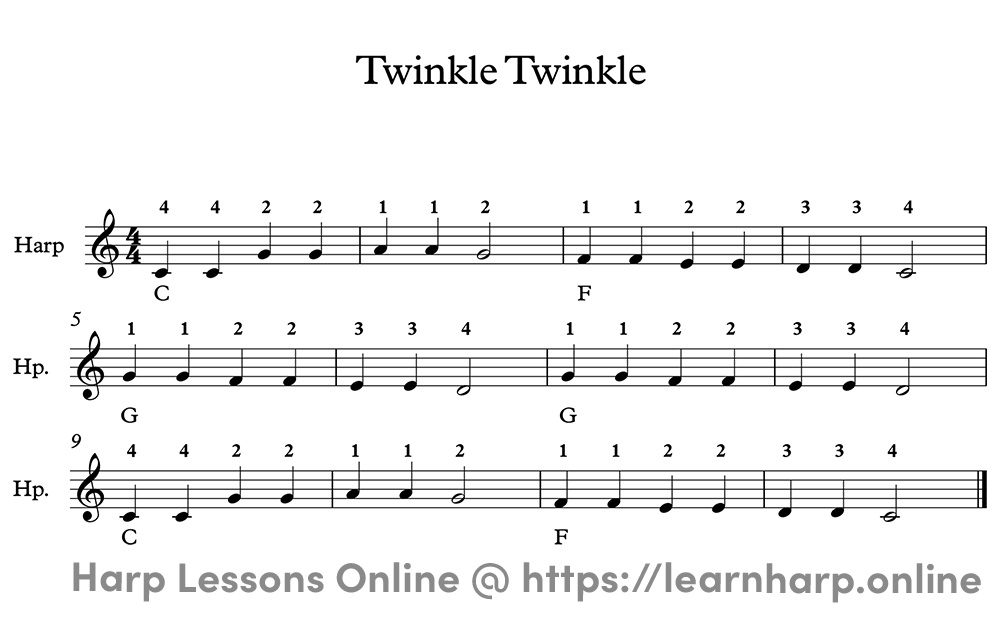 Twinkle Twinkle
4 4 2 2 1 1 2 1 1 2 2 3 3 4
Harp 4 4
C F
5 1 1 2 2 3 3 4 1 1 2 2 3 3 4
Hp.
G G
9 4 4 2 2 1 1 2 1 1 2 2 3 3 4
Hp.
C F
Harp Lessons Online @ https://learnharp.online